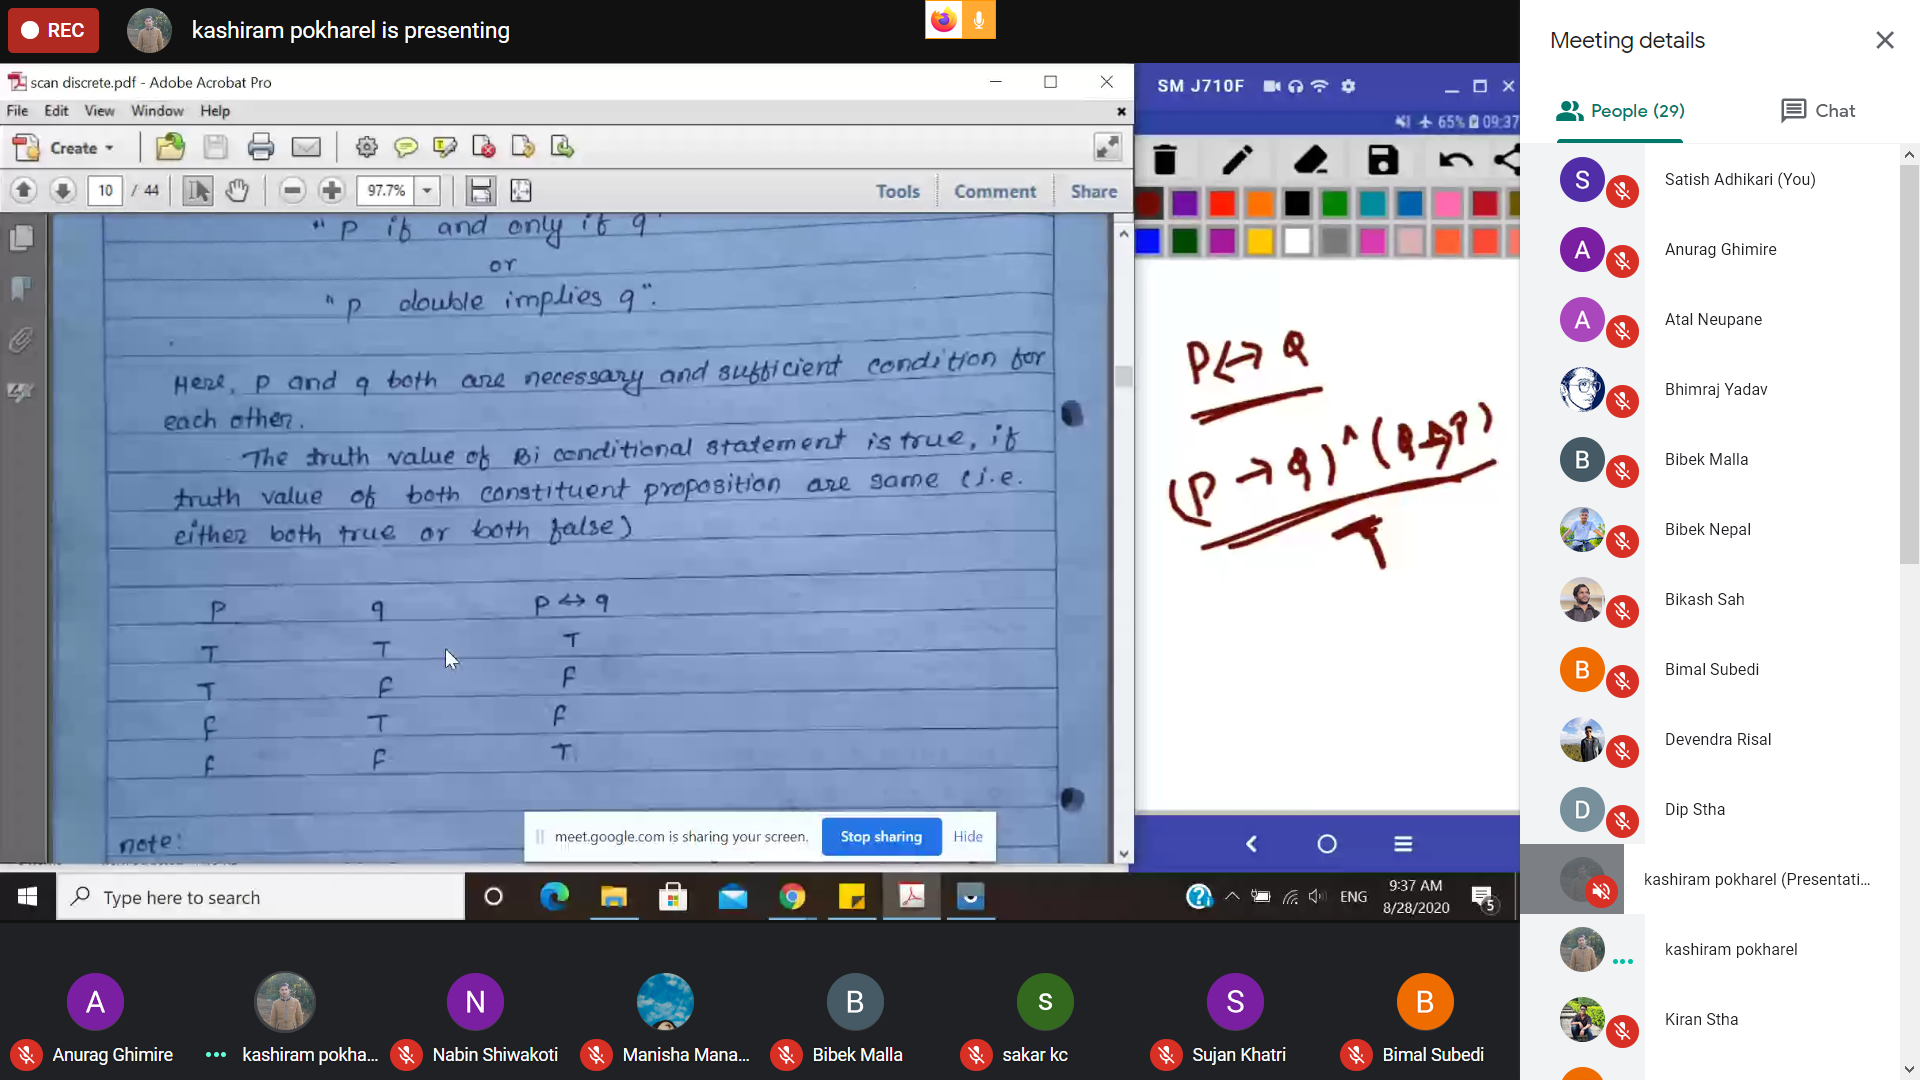 REC
kashiram pokharel is presenting
scan discrete.pdf - Adobe Acrobat Pro
File Edit View Window Help
Create
10 / 44
97.7%
Tools Comment Share
"p if and only if q"
or
"p double implies q".
Here, p and q both are necessary and sufficient condition for
each other.
The truth value of Bi conditional statement is true, if
truth value of both constituent proposition are same (i.e.
either both true or both false)
p q p ↔ q
T T T
T F F
F T F
F F T
note:
meet.google.com is sharing your screen. Stop sharing Hide
SM J710F
65% 09:37
P ↔ Q
(P → Q) ^ (Q → P)
T
Type here to search
ENG
9:37 AM
8/28/2020
5
A
Anurag Ghimire
kashiram pokha...
N
Nabin Shiwakoti
Manisha Mana...
B
Bibek Malla
s
sakar kc
S
Sujan Khatri
B
Bimal Subedi
Meeting details
People (29) Chat
S Satish Adhikari (You)
A Anurag Ghimire
A Atal Neupane
Bhimraj Yadav
B Bibek Malla
Bibek Nepal
Bikash Sah
B Bimal Subedi
Devendra Risal
D Dip Stha
kashiram pokharel (Presentati...
kashiram pokharel
Kiran Stha